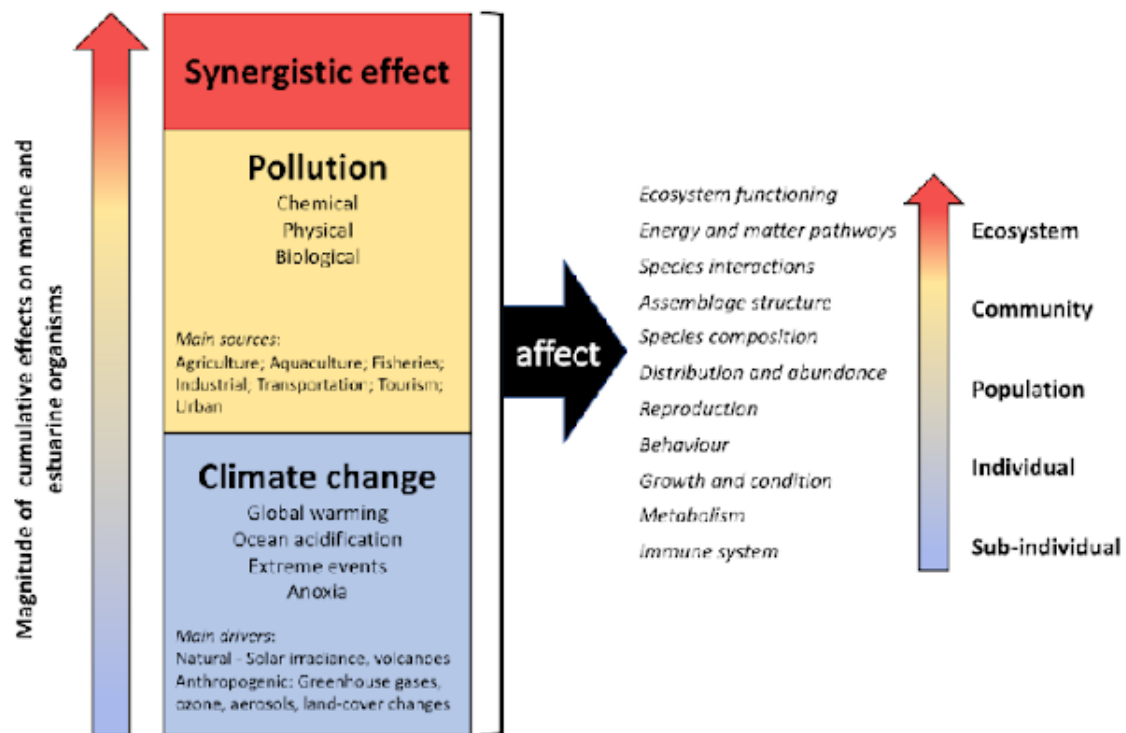 Magnitude of cumulative effects on marine and
estuarine organisms
Synergistic effect
Pollution
Chemical
Physical
Biological
Main sources:
Agriculture; Aquaculture; Fisheries;
Industrial, Transportation; Tourism;
Urban
Climate change
Global warming
Ocean acidification
Extreme events
Anoxia
Main drivers:
Natural - Solar irradiance, volcanoes
Anthropogenic: Greenhouse gases,
ozone, aerosols, land-cover changes
affect
Ecosystem functioning
Energy and matter pathways
Species interactions
Assemblage structure
Species composition
Distribution and abundance
Reproduction
Behaviour
Growth and condition
Metabolism
Immune system
Ecosystem
Community
Population
Individual
Sub-individual